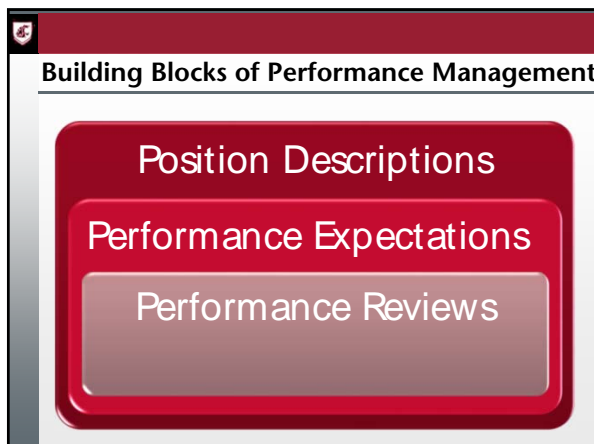 Building Blocks of Performance Management
Position Descriptions
Performance Expectations
Performance Reviews